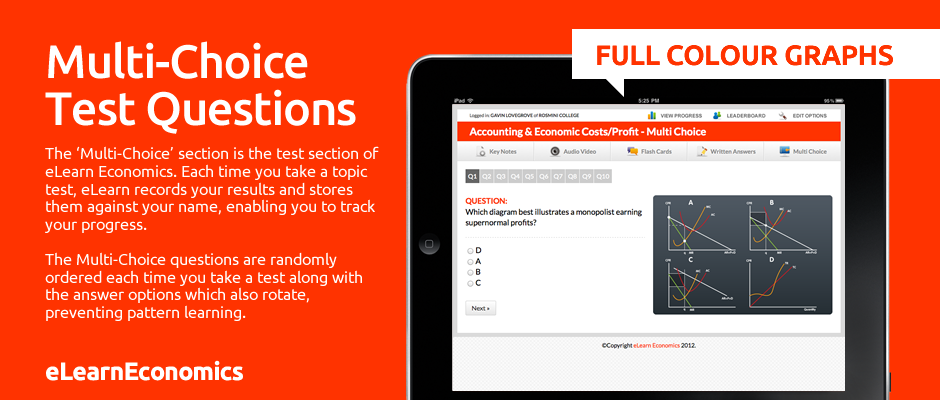 Multi-Choice
Test Questions
The ‘Multi-Choice’ section is the test section of
eLearn Economics. Each time you take a topic
test, eLearn records your results and stores
them against your name, enabling you to track
your progress.
The Multi-Choice questions are randomly
ordered each time you take a test along with
the answer options which also rotate,
preventing pattern learning.
eLearnEconomics
FULL COLOUR GRAPHS
iPad 5:25 PM 95%
Logged in: GAVIN LOVEGROVE of ROSMINI COLLEGE VIEW PROGRESS LEADERBOARD EDIT OPTIONS
Accounting & Economic Costs/Profit - Multi Choice
Key Notes Audio Video Flash Cards Written Answers Multi Choice
Q1 Q2 Q3 Q4 Q5 Q6 Q7 Q8 Q9 Q10
QUESTION:
Which diagram best illustrates a monopolist earning
supernormal profits?
D
A
B
C
Next »
A B
C D
Quantity
©Copyright eLearn Economics 2012.